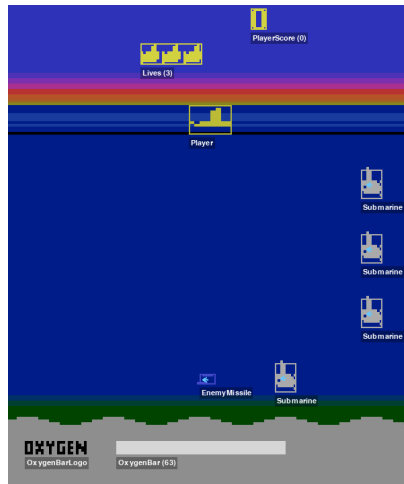 PlayerScore (0)
Lives (3)
Player
Submarine
Submarine
Submarine
EnemyMissile
Submarine
OXYGEN
OxygenBarLogo
OxygenBar (63)